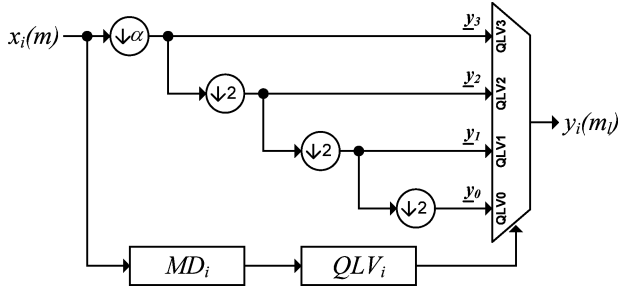 xᵢ(m) ↓α y₃ QLV3
↓2 y₂ QLV2
yᵢ(mₗ)
↓2 y₁ QLV1
↓2 y₀ QLV0
MDᵢ QLVᵢ